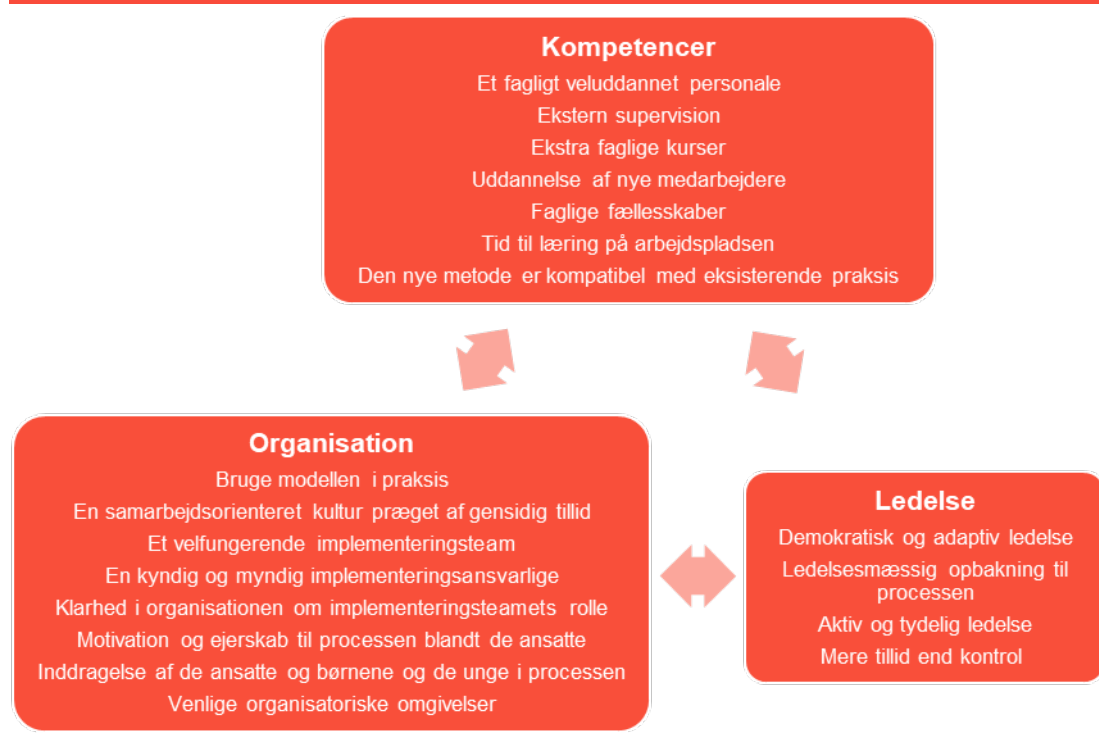 Kompetencer
Et fagligt veluddannet personale
Ekstern supervision
Ekstra faglige kurser
Uddannelse af nye medarbejdere
Faglige fællesskaber
Tid til læring på arbejdspladsen
Den nye metode er kompatibel med eksisterende praksis
Organisation
Bruge modellen i praksis
En samarbejdsorienteret kultur præget af gensidig tillid
Et velfungerende implementeringsteam
En kyndig og myndig implementeringsansvarlige
Klarhed i organisationen om implementeringsteamets rolle
Motivation og ejerskab til processen blandt de ansatte
Inddragelse af de ansatte og børnene og de unge i processen
Venlige organisatoriske omgivelser
Ledelse
Demokratisk og adaptiv ledelse
Ledelsesmæssig opbakning til
processen
Aktiv og tydelig ledelse
Mere tillid end kontrol